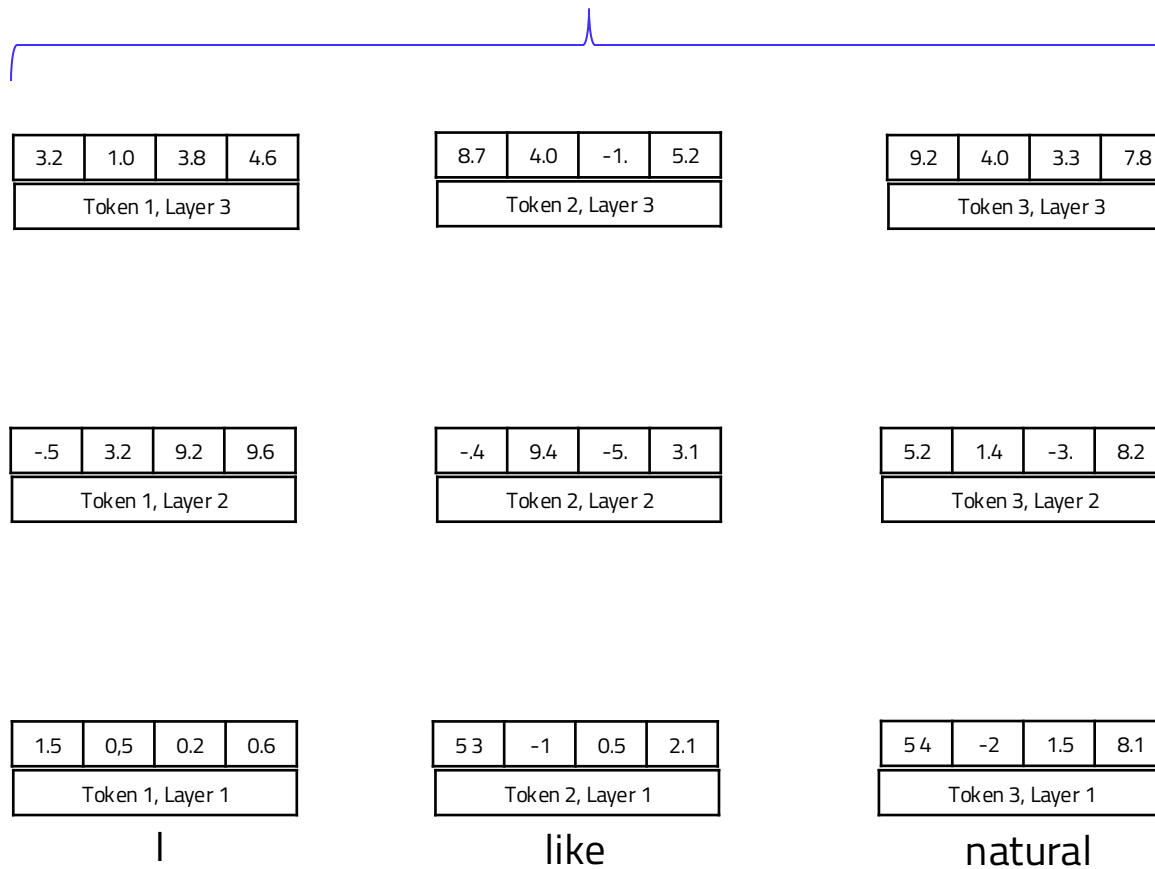 3.2 1.0 3.8 4.6 8.7 4.0 -1. 5.2 9.2 4.0 3.3 7.8
Token 1, Layer 3 Token 2, Layer 3 Token 3, Layer 3
-.5 3.2 9.2 9.6 -.4 9.4 -5. 3.1 5.2 1.4 -3. 8.2
Token 1, Layer 2 Token 2, Layer 2 Token 3, Layer 2
1.5 0,5 0.2 0.6 5 3 -1 0.5 2.1 5 4 -2 1.5 8.1
Token 1, Layer 1 Token 2, Layer 1 Token 3, Layer 1
I like natural